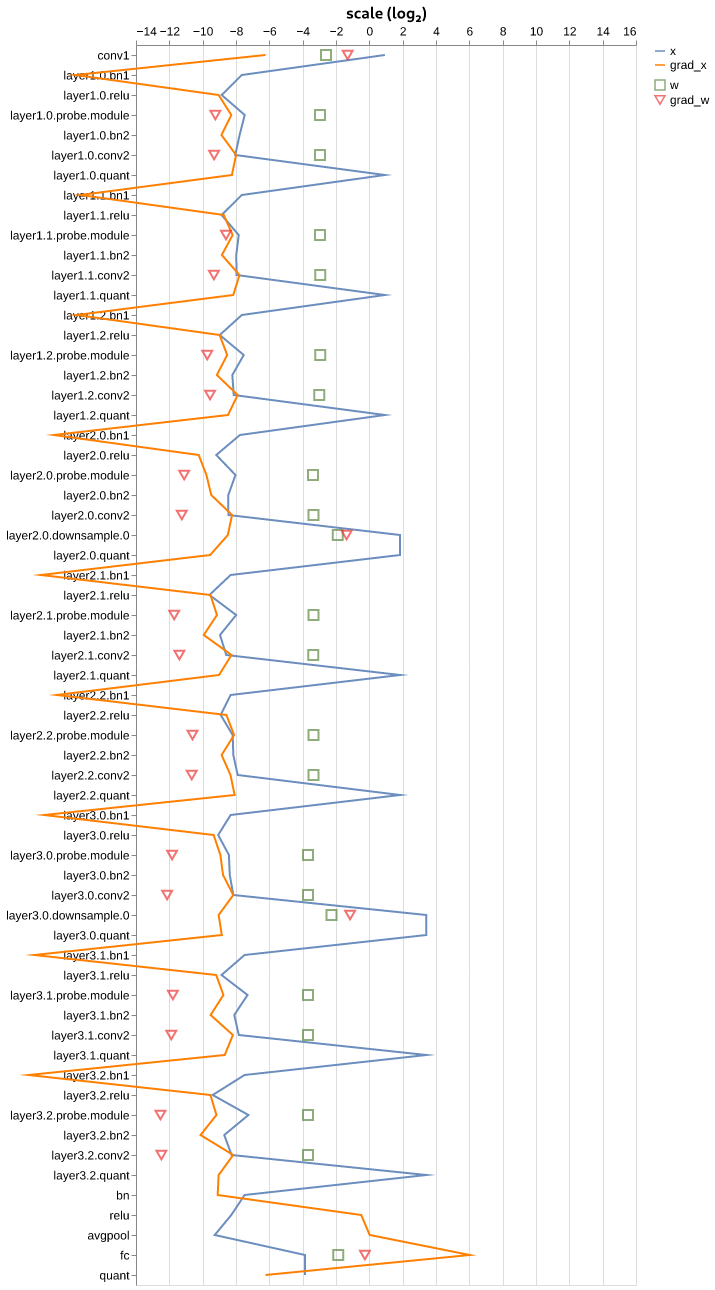 scale (log₂)
−14 −12 −10 −8 −6 −4 −2 0 2 4 6 8 10 12 14 16
x
grad_x
w
grad_w
conv1
layer1.0.bn1
layer1.0.relu
layer1.0.probe.module
layer1.0.bn2
layer1.0.conv2
layer1.0.quant
layer1.1.bn1
layer1.1.relu
layer1.1.probe.module
layer1.1.bn2
layer1.1.conv2
layer1.1.quant
layer1.2.bn1
layer1.2.relu
layer1.2.probe.module
layer1.2.bn2
layer1.2.conv2
layer1.2.quant
layer2.0.bn1
layer2.0.relu
layer2.0.probe.module
layer2.0.bn2
layer2.0.conv2
layer2.0.downsample.0
layer2.0.quant
layer2.1.bn1
layer2.1.relu
layer2.1.probe.module
layer2.1.bn2
layer2.1.conv2
layer2.1.quant
layer2.2.bn1
layer2.2.relu
layer2.2.probe.module
layer2.2.bn2
layer2.2.conv2
layer2.2.quant
layer3.0.bn1
layer3.0.relu
layer3.0.probe.module
layer3.0.bn2
layer3.0.conv2
layer3.0.downsample.0
layer3.0.quant
layer3.1.bn1
layer3.1.relu
layer3.1.probe.module
layer3.1.bn2
layer3.1.conv2
layer3.1.quant
layer3.2.bn1
layer3.2.relu
layer3.2.probe.module
layer3.2.bn2
layer3.2.conv2
layer3.2.quant
bn
relu
avgpool
fc
quant